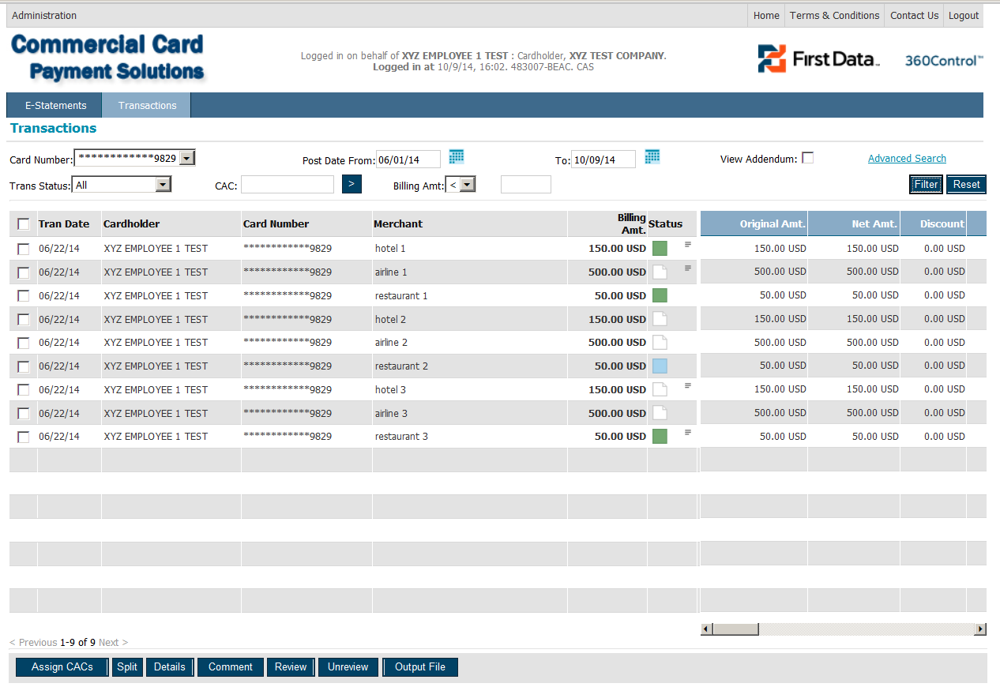 Administration Home Terms & Conditions Contact Us Logout
Commercial Card
Payment Solutions
Logged in on behalf of XYZ EMPLOYEE 1 TEST : Cardholder, XYZ TEST COMPANY.
Logged in at 10/9/14, 16:02. 483007-BEAC. CAS
First Data™ 360Control™
E-Statements Transactions
Transactions
Card Number: ************9829 Post Date From: 06/01/14 To: 10/09/14 View Addendum: Advanced Search
Trans Status: All CAC: > Billing Amt: < Filter Reset
Tran Date Cardholder Card Number Merchant Billing Amt. Status Original Amt. Net Amt. Discount
06/22/14 XYZ EMPLOYEE 1 TEST ************9829 hotel 1 150.00 USD 150.00 USD 150.00 USD 0.00 USD
06/22/14 XYZ EMPLOYEE 1 TEST ************9829 airline 1 500.00 USD 500.00 USD 500.00 USD 0.00 USD
06/22/14 XYZ EMPLOYEE 1 TEST ************9829 restaurant 1 50.00 USD 50.00 USD 50.00 USD 0.00 USD
06/22/14 XYZ EMPLOYEE 1 TEST ************9829 hotel 2 150.00 USD 150.00 USD 150.00 USD 0.00 USD
06/22/14 XYZ EMPLOYEE 1 TEST ************9829 airline 2 500.00 USD 500.00 USD 500.00 USD 0.00 USD
06/22/14 XYZ EMPLOYEE 1 TEST ************9829 restaurant 2 50.00 USD 50.00 USD 50.00 USD 0.00 USD
06/22/14 XYZ EMPLOYEE 1 TEST ************9829 hotel 3 150.00 USD 150.00 USD 150.00 USD 0.00 USD
06/22/14 XYZ EMPLOYEE 1 TEST ************9829 airline 3 500.00 USD 500.00 USD 500.00 USD 0.00 USD
06/22/14 XYZ EMPLOYEE 1 TEST ************9829 restaurant 3 50.00 USD 50.00 USD 50.00 USD 0.00 USD
< Previous 1-9 of 9 Next >
Assign CACs Split Details Comment Review Unreview Output File